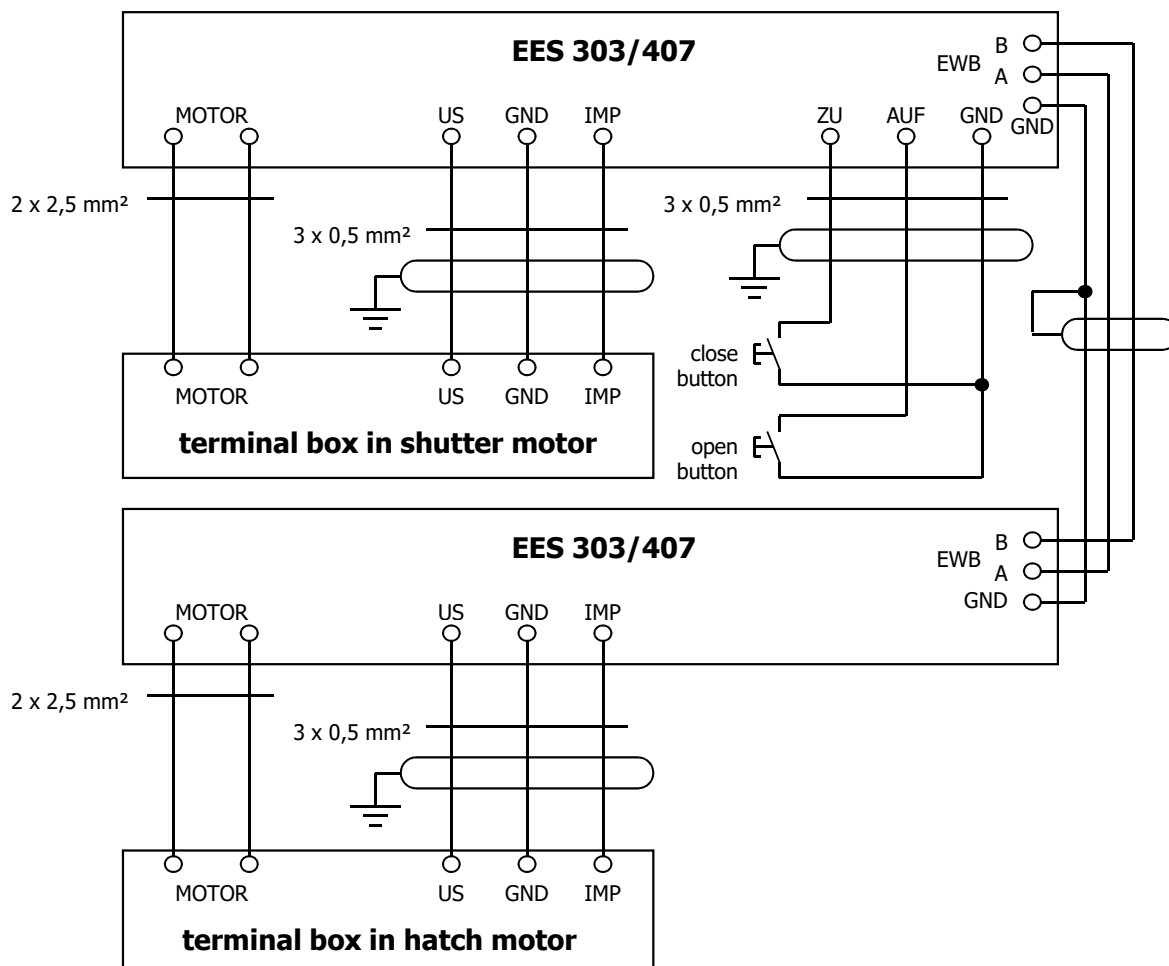 EES 303/407
B
EWB
A
MOTOR
US
GND
IMP
ZU
AUF
GND
GND
2 x 2,5 mm²
3 x 0,5 mm²
3 x 0,5 mm²
close
button
MOTOR
US
GND
IMP
terminal box in shutter motor
open
button
EES 303/407
B
EWB
A
GND
MOTOR
US
GND
IMP
2 x 2,5 mm²
3 x 0,5 mm²
MOTOR
US
GND
IMP
terminal box in hatch motor